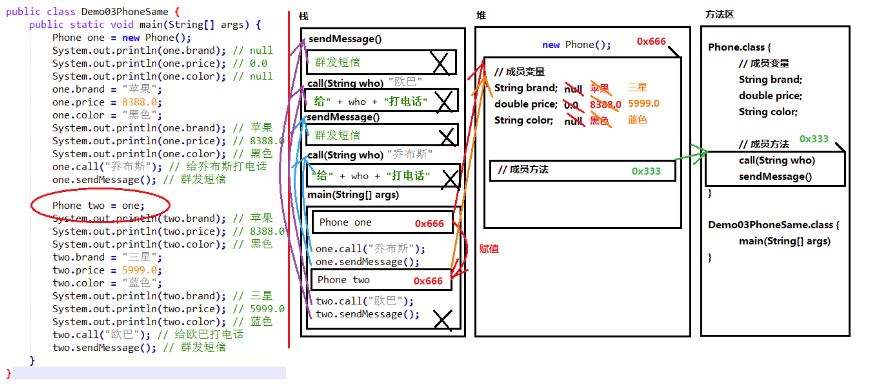 public class Demo03PhoneSame {
public static void main(String[] args) {
Phone one = new Phone();
System.out.println(one.brand); // null
System.out.println(one.price); // 0.0
System.out.println(one.color); // null
one.brand = "苹果";
one.price = 8388.0;
one.color = "黑色";
System.out.println(one.brand); // 苹果
System.out.println(one.price); // 8388.0
System.out.println(one.color); // 黑色
one.call("乔布斯"); // 给乔布斯打电话
one.sendMessage(); // 群发短信
Phone two = one;
System.out.println(two.brand); // 苹果
System.out.println(two.price); // 8388.0
System.out.println(two.color); // 黑色
two.brand = "三星";
two.price = 5999.0;
two.color = "蓝色";
System.out.println(two.brand); // 三星
System.out.println(two.price); // 5999.0
System.out.println(two.color); // 蓝色
two.call("欧巴"); // 给欧巴打电话
two.sendMessage(); // 群发短信
}
}
栈
sendMessage()
群发短信
call(String who) "欧巴"
"给" + who + "打电话"
sendMessage()
群发短信
call(String who) "乔布斯"
"给" + who + "打电话"
main(String[] args)
Phone one 0x666
one.call("乔布斯");
one.sendMessage();
Phone two 0x666
two.call("欧巴");
two.sendMessage();
赋值
堆
new Phone(); 0x666
// 成员变量
String brand; null 苹果 三星
double price; 0.0 8388.0 5999.0
String color; null 黑色 蓝色
// 成员方法 0x333
方法区
Phone.class {
// 成员变量
String brand;
double price;
String color;
// 成员方法 0x333
call(String who)
sendMessage()
}
Demo03PhoneSame.class {
main(String[] args)
}